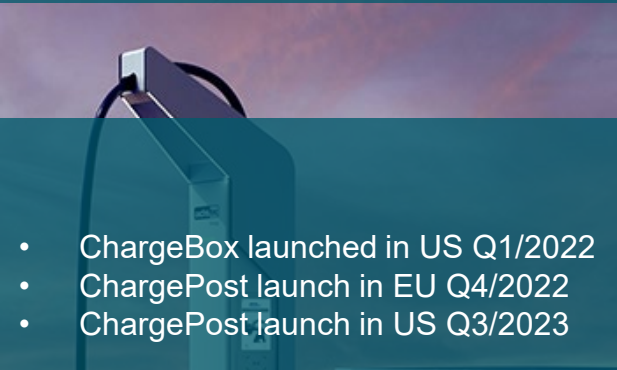 • ChargeBox launched in US Q1/2022
• ChargePost launch in EU Q4/2022
• ChargePost launch in US Q3/2023